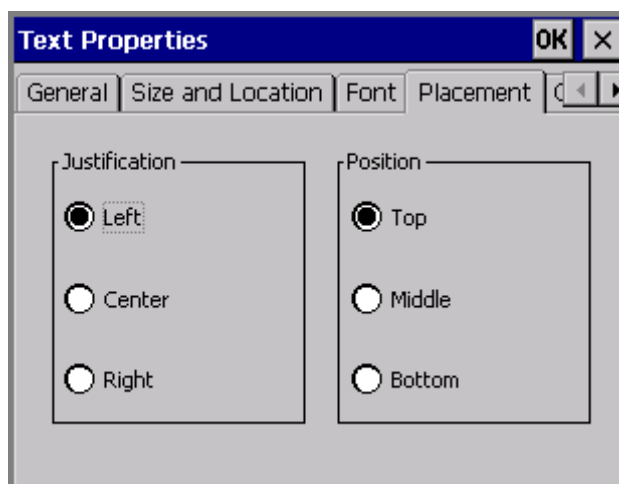 Text Properties OK ×
General Size and Location Font Placement
Justification Position
Left Top
Center Middle
Right Bottom